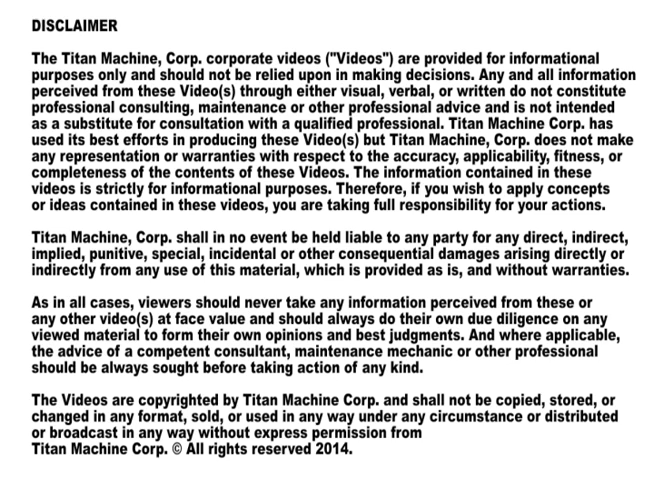 DISCLAIMER
The Titan Machine, Corp. corporate videos ("Videos") are provided for informational
purposes only and should not be relied upon in making decisions. Any and all information
perceived from these Video(s) through either visual, verbal, or written do not constitute
professional consulting, maintenance or other professional advice and is not intended
as a substitute for consultation with a qualified professional. Titan Machine Corp. has
used its best efforts in producing these Video(s) but Titan Machine, Corp. does not make
any representation or warranties with respect to the accuracy, applicability, fitness, or
completeness of the contents of these Videos. The information contained in these
videos is strictly for informational purposes. Therefore, if you wish to apply concepts
or ideas contained in these videos, you are taking full responsibility for your actions.
Titan Machine, Corp. shall in no event be held liable to any party for any direct, indirect,
implied, punitive, special, incidental or other consequential damages arising directly or
indirectly from any use of this material, which is provided as is, and without warranties.
As in all cases, viewers should never take any information perceived from these or
any other video(s) at face value and should always do their own due diligence on any
viewed material to form their own opinions and best judgments. And where applicable,
the advice of a competent consultant, maintenance mechanic or other professional
should be always sought before taking action of any kind.
The Videos are copyrighted by Titan Machine Corp. and shall not be copied, stored, or
changed in any format, sold, or used in any way under any circumstance or distributed
or broadcast in any way without express permission from
Titan Machine Corp. © All rights reserved 2014.